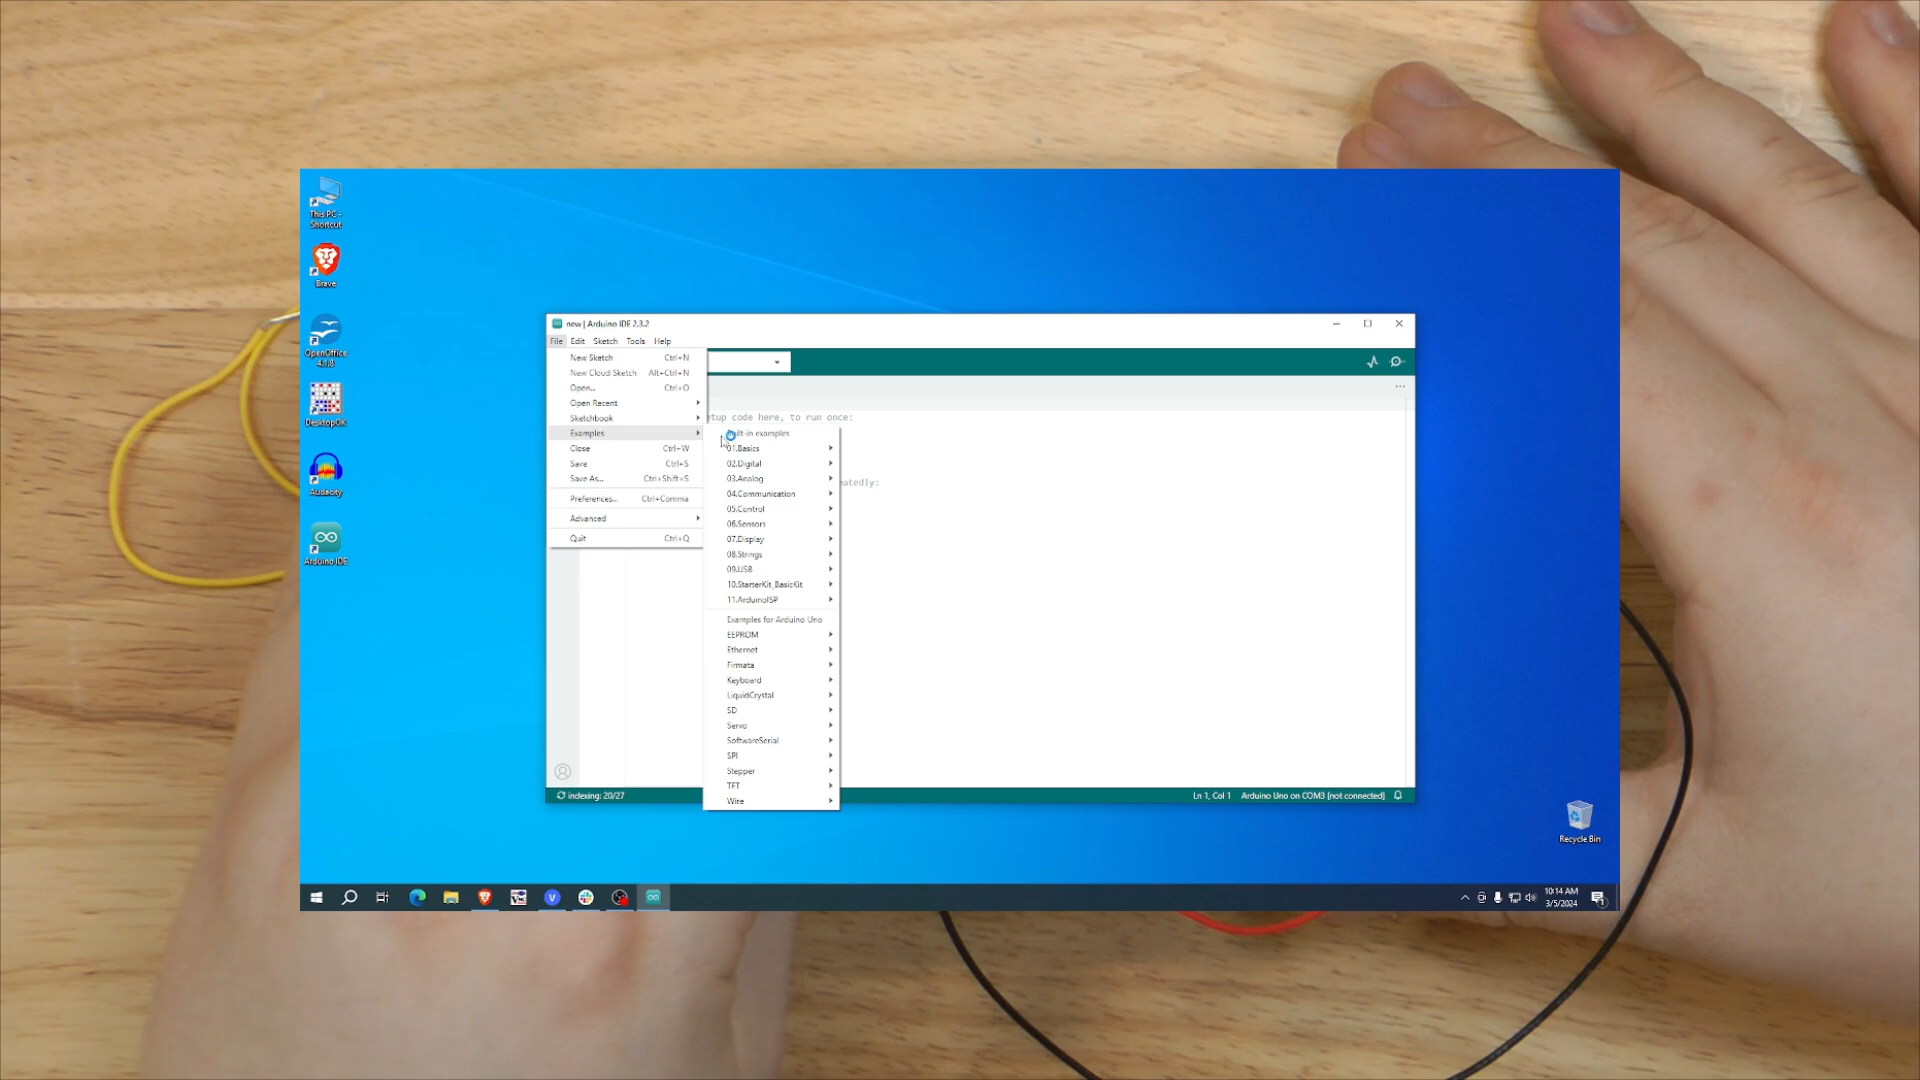 This PC -
Shortcut
Brave
OpenOffice
4.1.8
DesktopOK
Audacity
Arduino IDE
new | Arduino IDE 2.3.2
File Edit Sketch Tools Help
New Sketch Ctrl+N
New Cloud Sketch Alt+Ctrl+N
Open... Ctrl+O
Open Recent
Sketchbook
Examples
Close Ctrl+W
Save Ctrl+S
Save As... Ctrl+Shift+S
Preferences... Ctrl+Comma
Advanced
Quit Ctrl+Q
etup code here, to run once:
eatedly:
ilt-in examples
01.Basics
02.Digital
03.Analog
04.Communication
05.Control
06.Sensors
07.Display
08.Strings
09.USB
10.StarterKit_BasicKit
11.ArduinoISP
Examples for Arduino Uno
EEPROM
Ethernet
Firmata
Keyboard
LiquidCrystal
SD
Servo
SoftwareSerial
SPI
Stepper
TFT
Wire
indexing: 20/27
Ln 1, Col 1 Arduino Uno on COM3 [not connected]
Recycle Bin
10:14 AM
3/5/2024